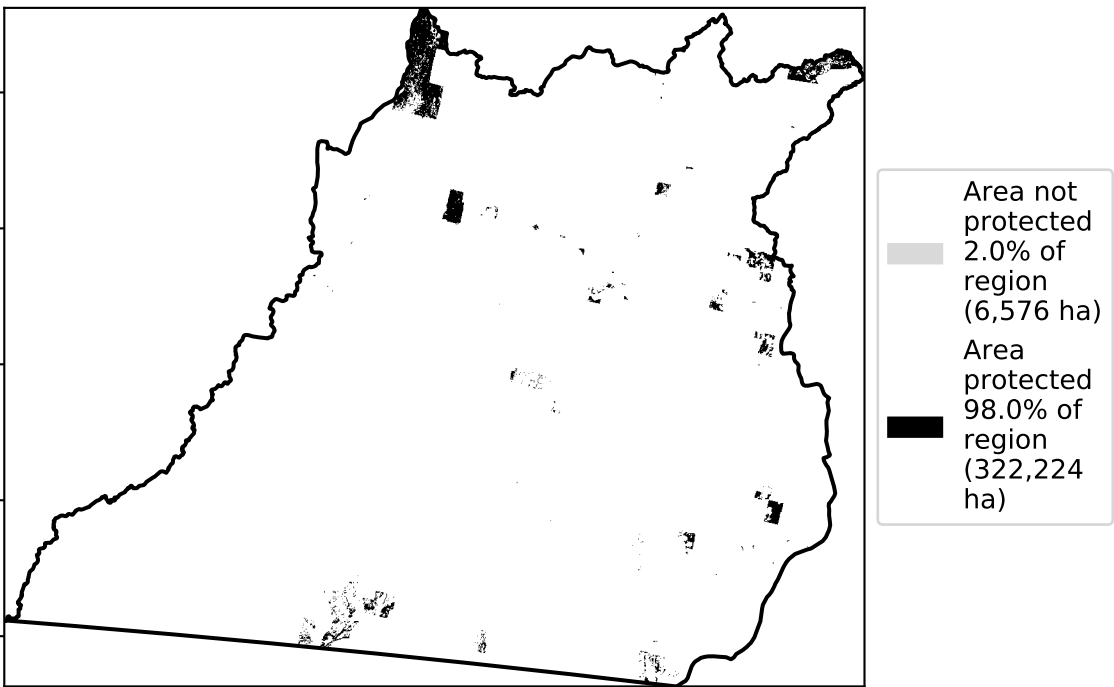 Area not
protected
2.0% of
region
(6,576 ha)
Area
protected
98.0% of
region
(322,224
ha)